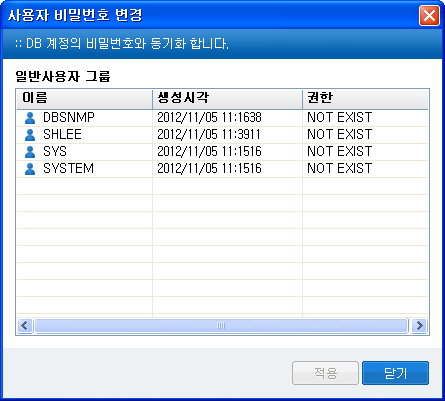 사용자 비밀번호 변경
:: DB 계정의 비밀번호와 동기화 합니다.
일반사용자 그룹
이름 생성시각 권한
DBSNMP 2012/11/05 11:1638 NOT EXIST
SHLEE 2012/11/05 11:3911 NOT EXIST
SYS 2012/11/05 11:1516 NOT EXIST
SYSTEM 2012/11/05 11:1516 NOT EXIST
적용 닫기